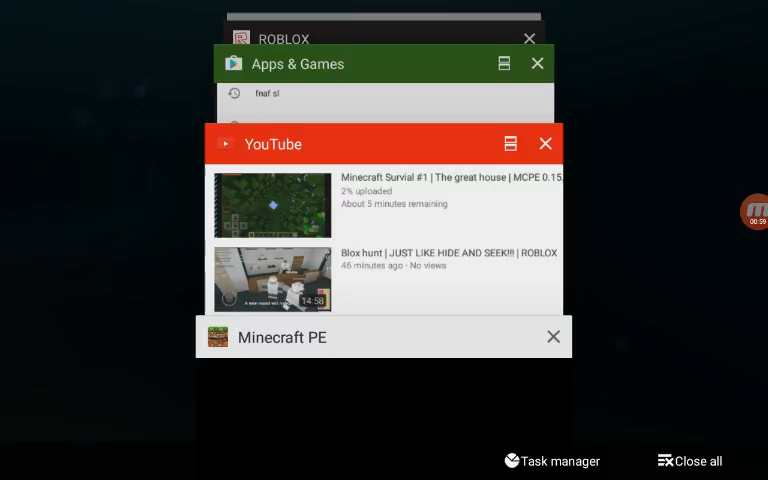 ROBLOX
Apps & Games
fnaf sl
YouTube
Minecraft Survial #1 | The great house | MCPE 0.15.
2% uploaded
About 5 minutes remaining
Blox hunt | JUST LIKE HIDE AND SEEK!!! | ROBLOX
46 minutes ago · No views
14:58
00:59
Minecraft PE
Task manager
Close all